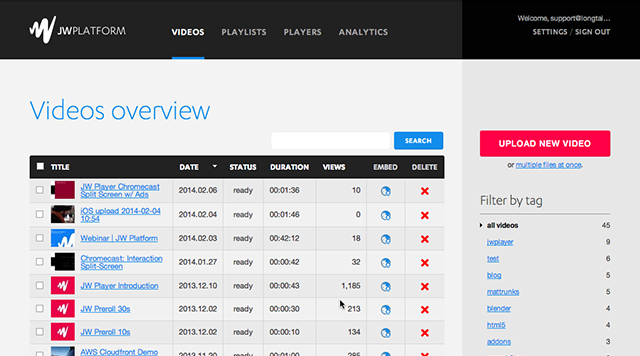 Welcome, support@longtai...
JWPLATFORM VIDEOS PLAYLISTS PLAYERS ANALYTICS
SETTINGS / SIGN OUT
Videos overview
SEARCH
UPLOAD NEW VIDEO
or multiple files at once.
TITLE DATE STATUS DURATION VIEWS EMBED DELETE
JW Player Chromecast
Split Screen w/ Ads
2014.02.06 ready 00:01:36 10
iOS upload 2014-02-04
10:54
2014.02.04 ready 00:01:46 0
Webinar | JW Platform 2014.02.03 ready 00:42:12 18
Chromecast: Interaction
Split-Screen
2014.01.27 ready 00:00:42 32
JW Player Introduction 2013.12.10 ready 00:00:43 1,185
JW Preroll 30s 2013.12.02 ready 00:00:30 213
JW Preroll 10s 2013.12.02 ready 00:00:10 134
AWS Cloudfront Demo 2013.11.20 ready 00:01:00 285
Filter by tag
all videos 45
jwplayer 9
test 6
blog 5
mattrunks 5
blender 4
html5 4
addons 3